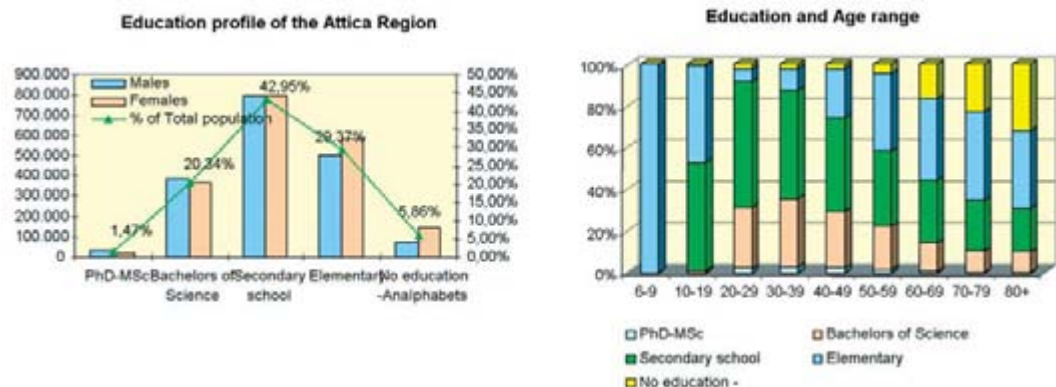 Education profile of the Attica Region
900.000
800.000
700.000
600.000
500.000
400.000
300.000
200.000
100.000
0
Males
Females
% of Total population
1,47%
20,34%
42,95%
29,37%
5,86%
50,00%
45,00%
40,00%
35,00%
30,00%
25,00%
20,00%
15,00%
10,00%
5,00%
0,00%
PhD-MSc
Bachelors of
Science
Secondary
school
Elementary
No education
-Analphabets
Education and Age range
100%
80%
60%
40%
20%
0%
6-9 10-19 20-29 30-39 40-49 50-59 60-69 70-79 80+
PhD-MSc
Bachelors of Science
Secondary school
Elementary
No education -